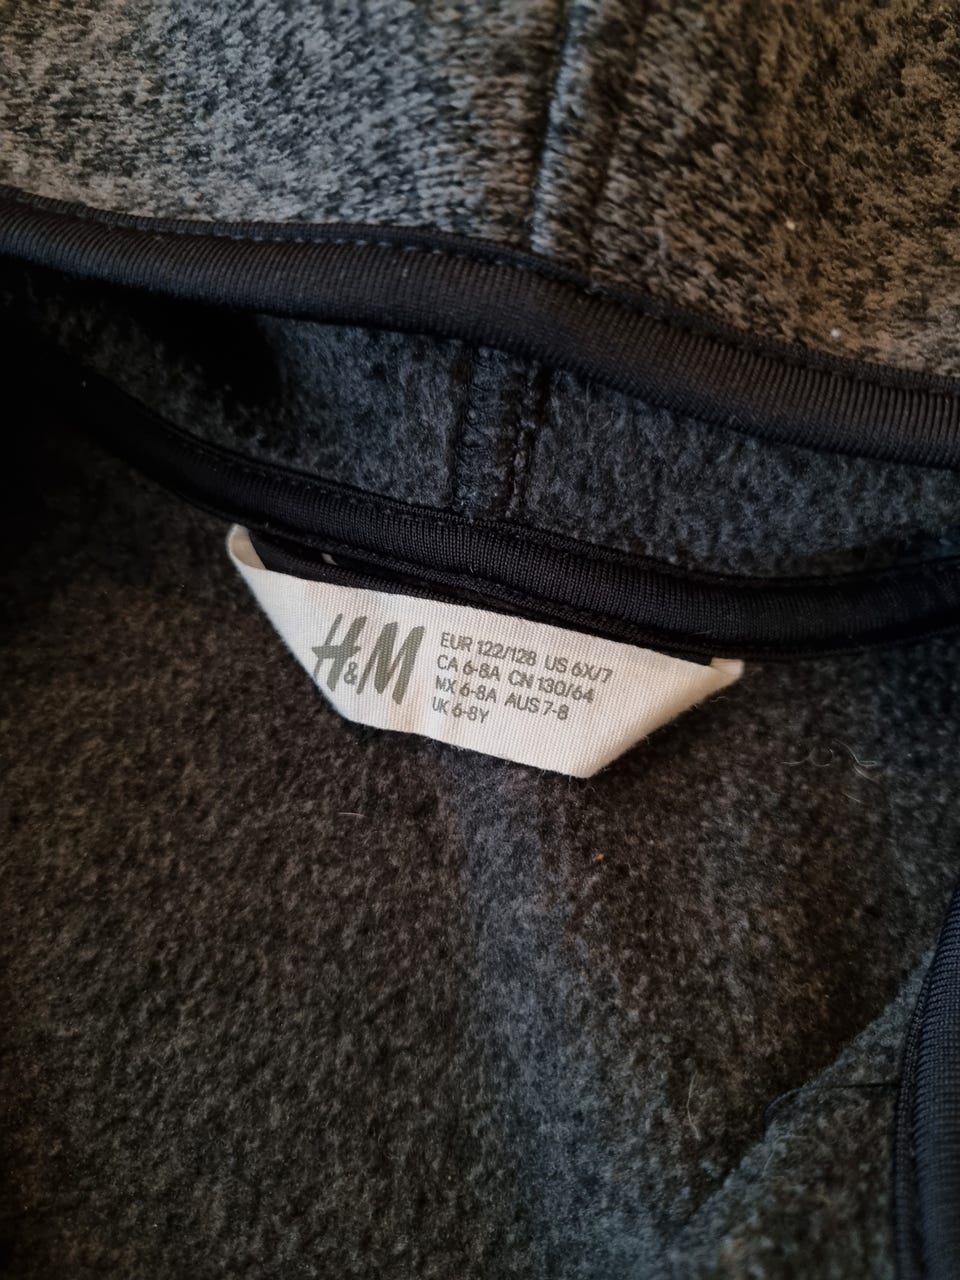 H&M
EUR 122/128 US 6X/7
CA 6-8A CN 130/64
MX 6-8A AUS 7-8
UK 6-8Y